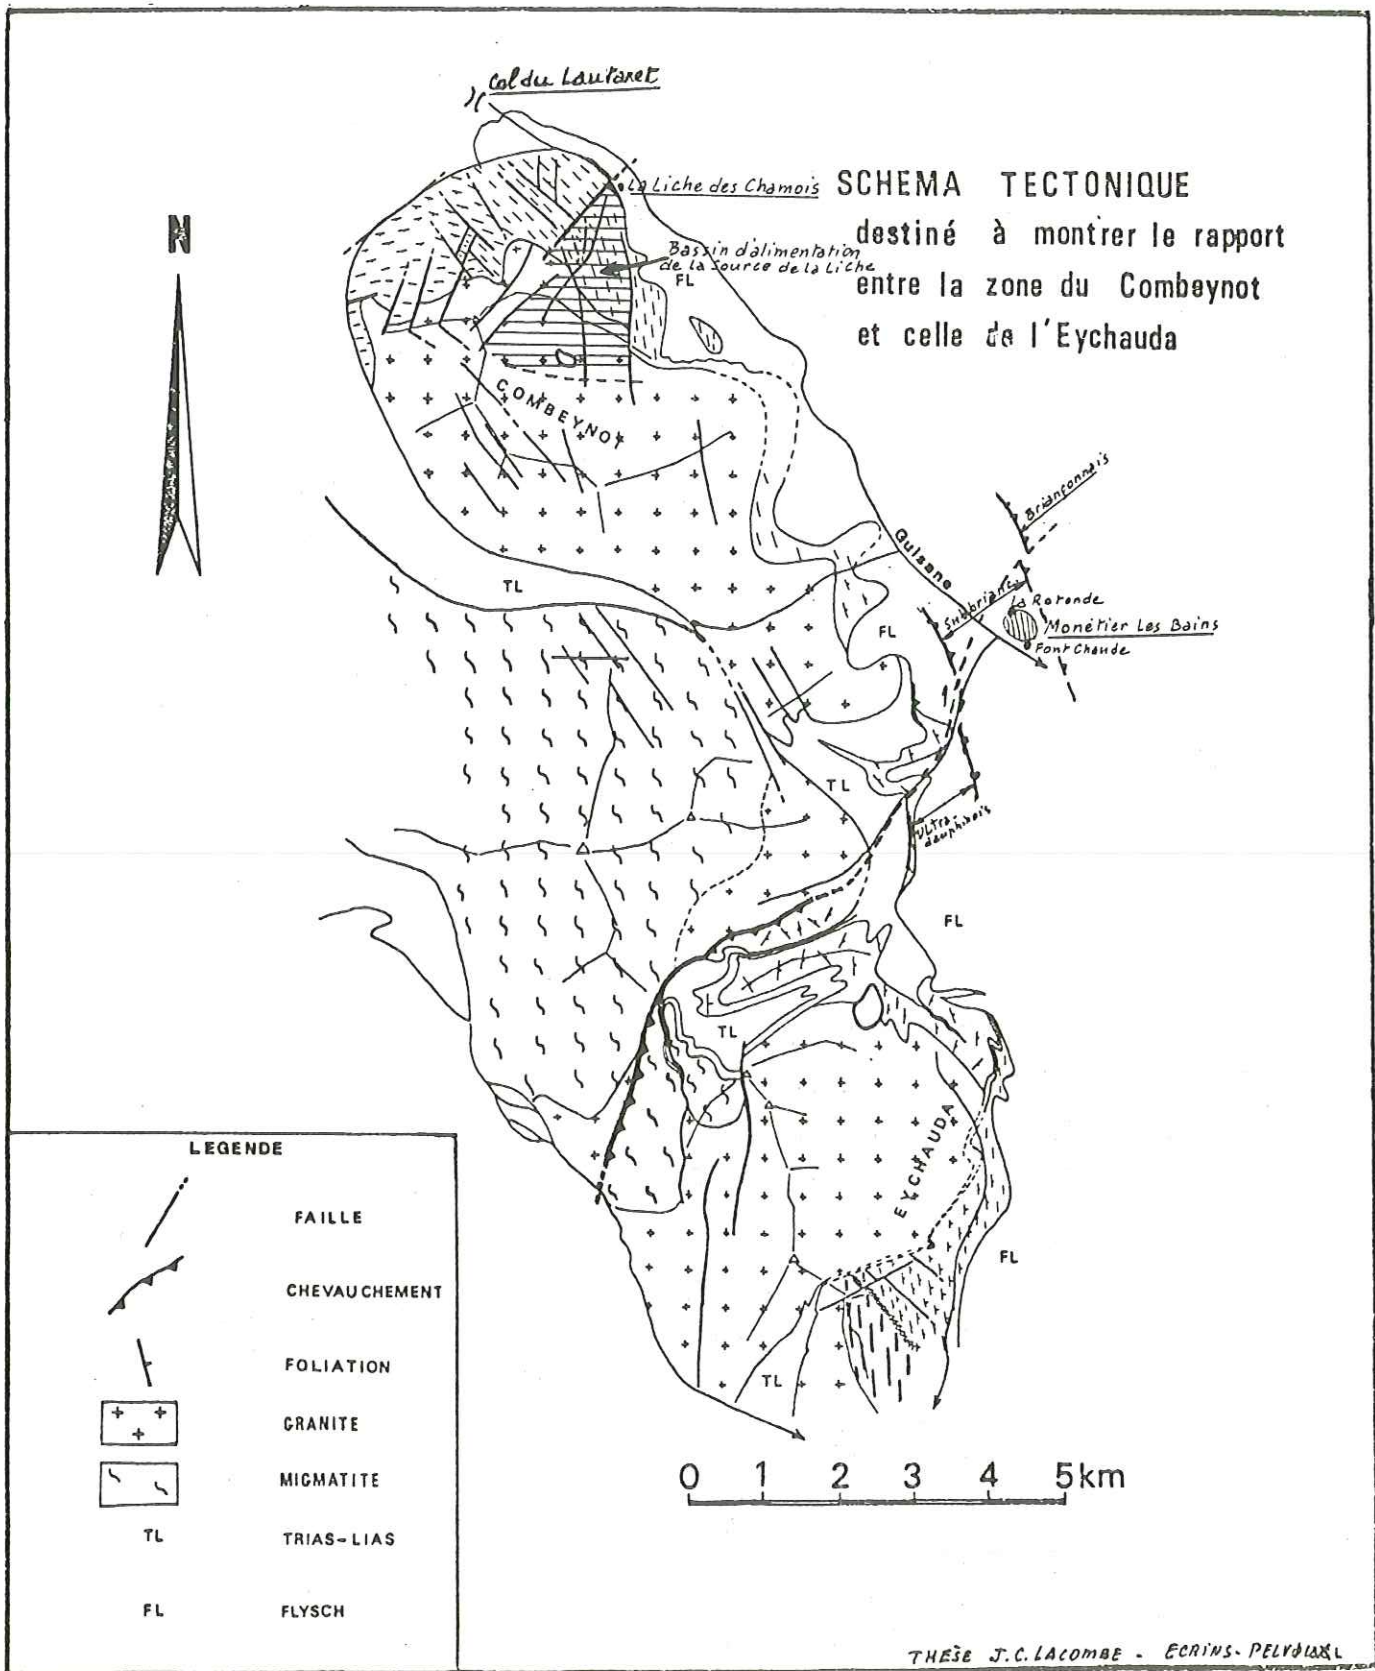 Col du Lautaret
La Liche des Chamois
SCHEMA TECTONIQUE
destiné à montrer le rapport
entre la zone du Combeynot
et celle de l'Eychauda
N
Bassin d'alimentation
de la source de la Liche
FL
COMBEYNOT
Briançonnais
Guisane
TL
Subbrianç.
La Rotonde
FL
Monêtier Les Bains
Font Chaude
TL
Ultra-
dauphinois
FL
TL
EYCHAUDA
FL
TL
LEGENDE
FAILLE
CHEVAUCHEMENT
FOLIATION
GRANITE
MIGMATITE
TL TRIAS-LIAS
FL FLYSCH
0 1 2 3 4 5km
THÈSE J.C. LACOMBE - ECRINS-